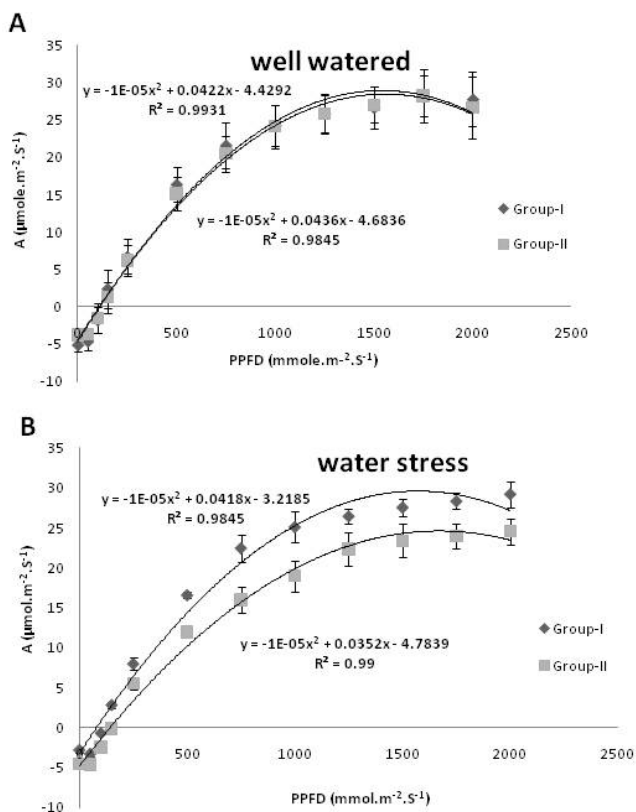 A
well watered
y = -1E-05x² + 0.0422x - 4.4292
R² = 0.9931
y = -1E-05x² + 0.0436x - 4.6836
R² = 0.9845
Group-I
Group-II
A (µmole.m-².S-¹)
35
30
25
20
15
10
5
0
-5
-10
0
500
1000
1500
2000
2500
PPFD (mmole.m-².S-¹)
B
water stress
y = -1E-05x² + 0.0418x - 3.2185
R² = 0.9845
y = -1E-05x² + 0.0352x - 4.7839
R² = 0.99
Group-I
Group-II
A (µmol.m-².S-¹)
35
30
25
20
15
10
5
0
-5
-10
0
500
1000
1500
2000
2500
PPFD (mmol.m-².S-¹)